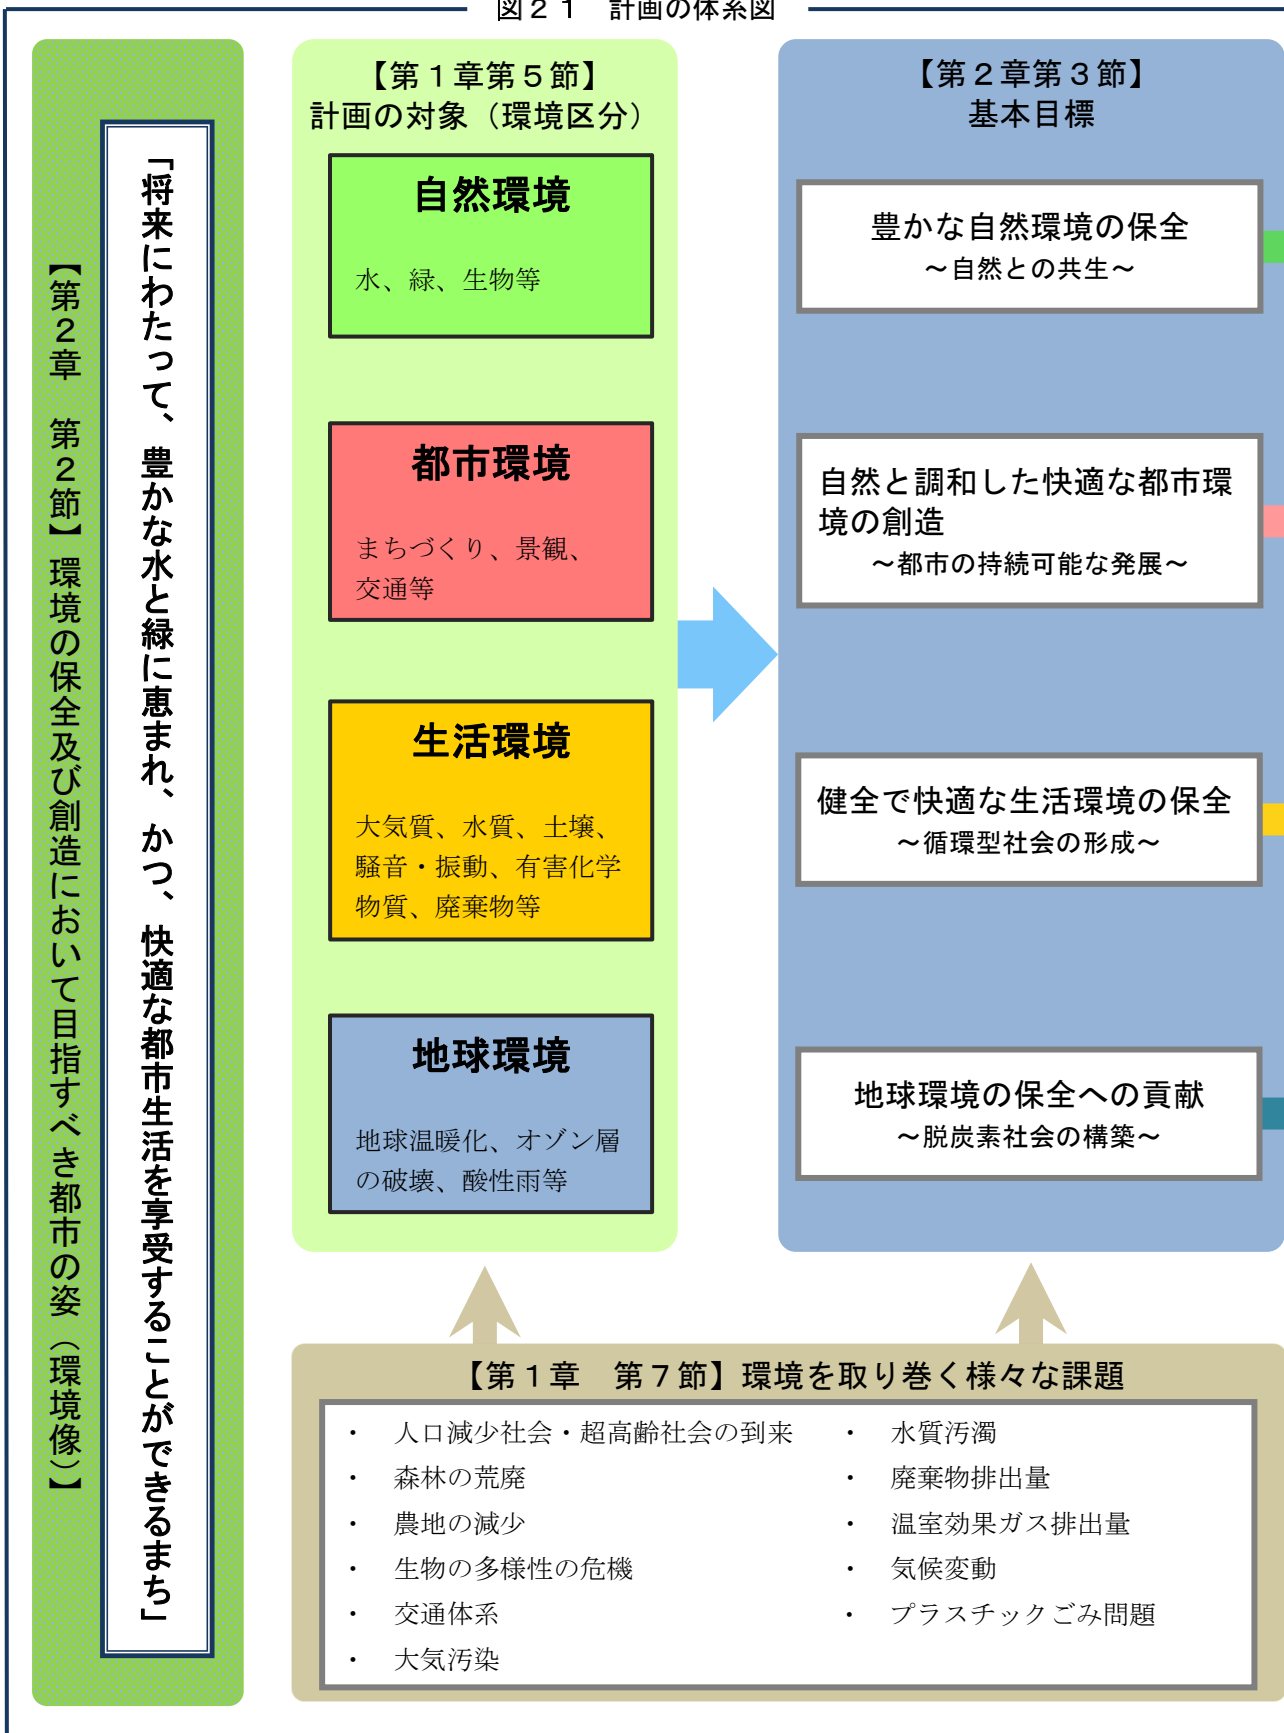 図２１　計画の体系図
【第２章　第２節】環境の保全及び創造において目指すべき都市の姿（環境像）】
「将来にわたって、豊かな水と緑に恵まれ、かつ、快適な都市生活を享受することができるまち」
【第１章第５節】
計画の対象（環境区分）
自然環境
水、緑、生物等
都市環境
まちづくり、景観、
交通等
生活環境
大気質、水質、土壌、
騒音・振動、有害化学
物質、廃棄物等
地球環境
地球温暖化、オゾン層
の破壊、酸性雨等
【第２章第３節】
基本目標
豊かな自然環境の保全
～自然との共生～
自然と調和した快適な都市環
境の創造
～都市の持続可能な発展～
健全で快適な生活環境の保全
～循環型社会の形成～
地球環境の保全への貢献
～脱炭素社会の構築～
【第１章　第７節】環境を取り巻く様々な課題
・　人口減少社会・超高齢社会の到来
・　森林の荒廃
・　農地の減少
・　生物の多様性の危機
・　交通体系
・　大気汚染
・　水質汚濁
・　廃棄物排出量
・　温室効果ガス排出量
・　気候変動
・　プラスチックごみ問題